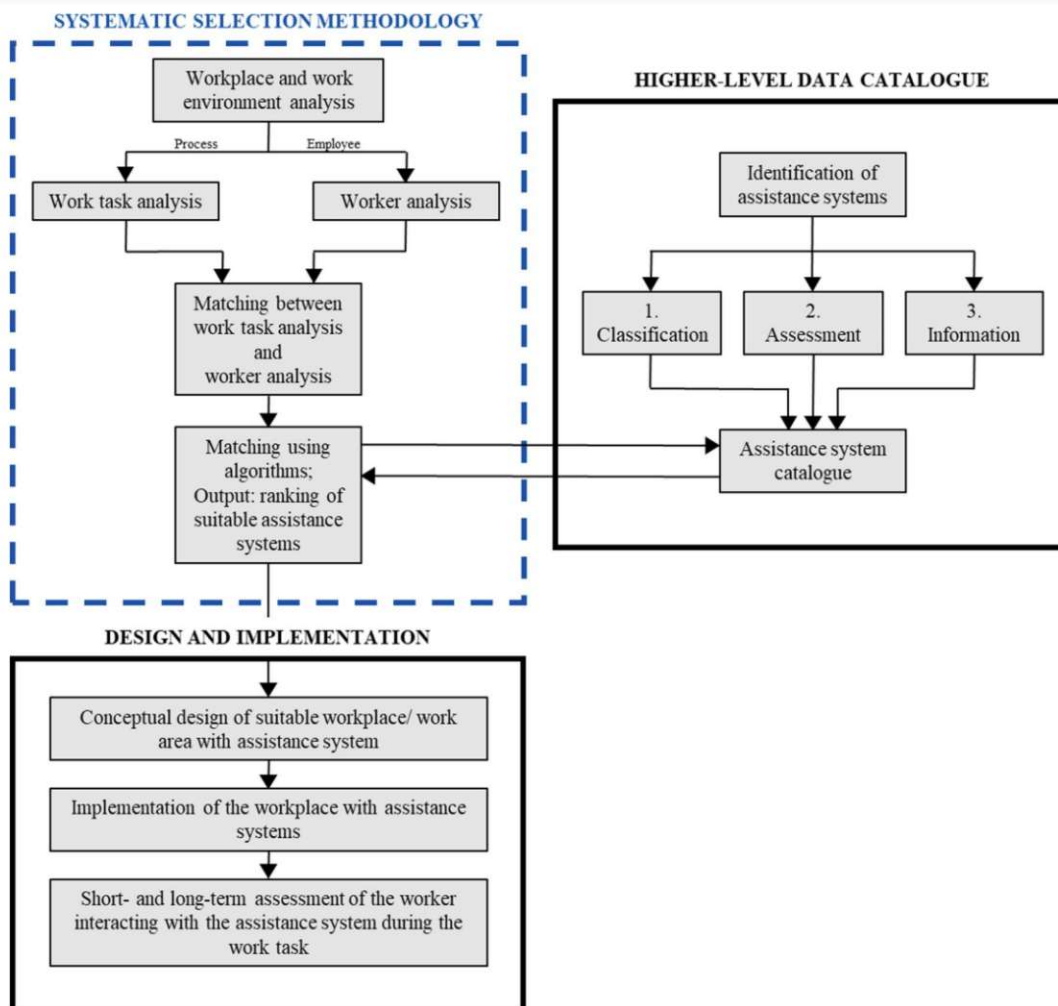 SYSTEMATIC SELECTION METHODOLOGY
Workplace and work
environment analysis
Process
Employee
Work task analysis
Worker analysis
Matching between
work task analysis
and
worker analysis
Matching using
algorithms;
Output: ranking of
suitable assistance
systems
HIGHER-LEVEL DATA CATALOGUE
Identification of
assistance systems
1.
Classification
2.
Assessment
3.
Information
Assistance system
catalogue
DESIGN AND IMPLEMENTATION
Conceptual design of suitable workplace/ work
area with assistance system
Implementation of the workplace with assistance
systems
Short- and long-term assessment of the worker
interacting with the assistance system during the
work task